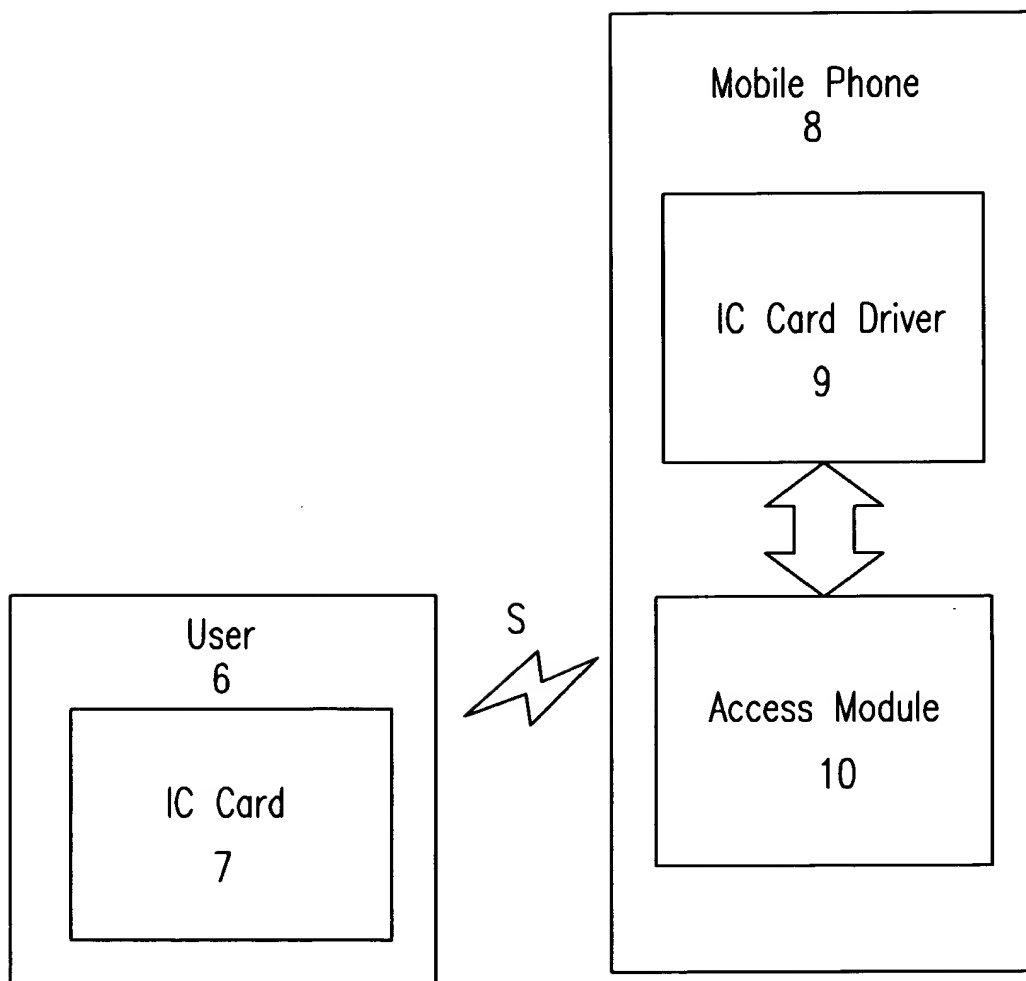 Mobile Phone
8
IC Card Driver
9
S
User
6
Access Module
10
IC Card
7